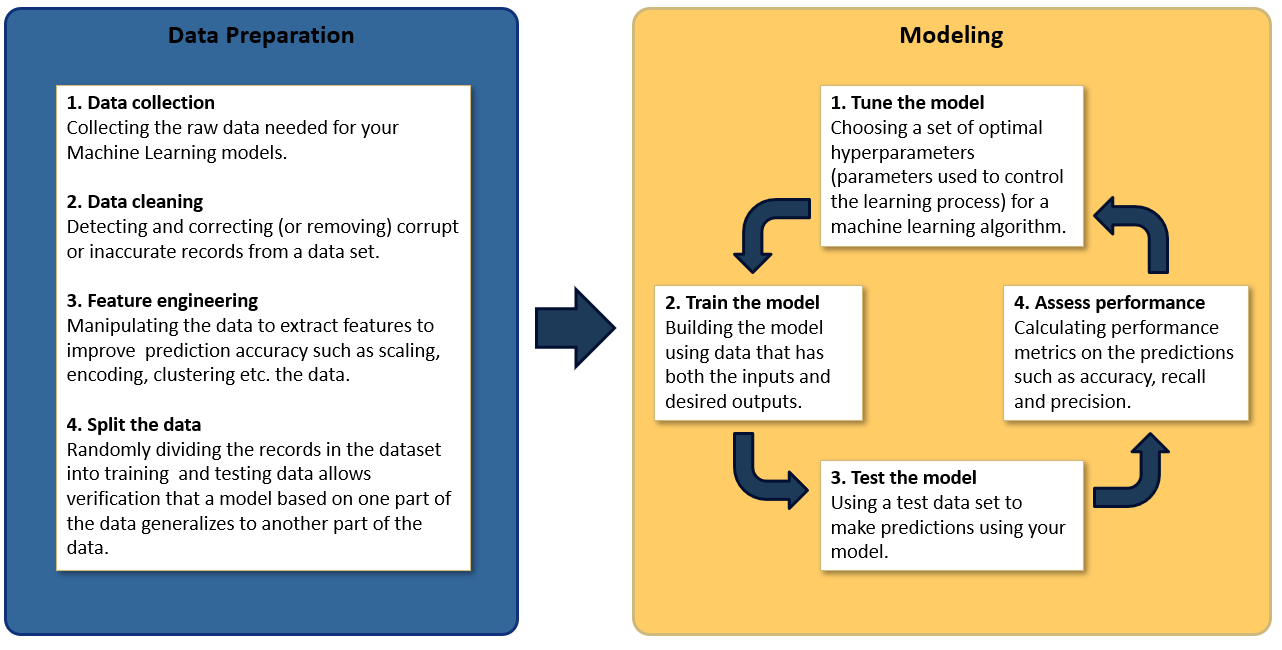 Data Preparation
1. Data collection
Collecting the raw data needed for your
Machine Learning models.
2. Data cleaning
Detecting and correcting (or removing) corrupt
or inaccurate records from a data set.
3. Feature engineering
Manipulating the data to extract features to
improve  prediction accuracy such as scaling,
encoding, clustering etc. the data.
4. Split the data
Randomly dividing the records in the dataset
into training  and testing data allows
verification that a model based on one part of
the data generalizes to another part of the
data.
Modeling
1. Tune the model
Choosing a set of optimal
hyperparameters
(parameters used to control
the learning process) for a
machine learning algorithm.
2. Train the model
Building the model
using data that has
both the inputs and
desired outputs.
3. Test the model
Using a test data set to
make predictions using your
model.
4. Assess performance
Calculating performance
metrics on the predictions
such as accuracy, recall
and precision.